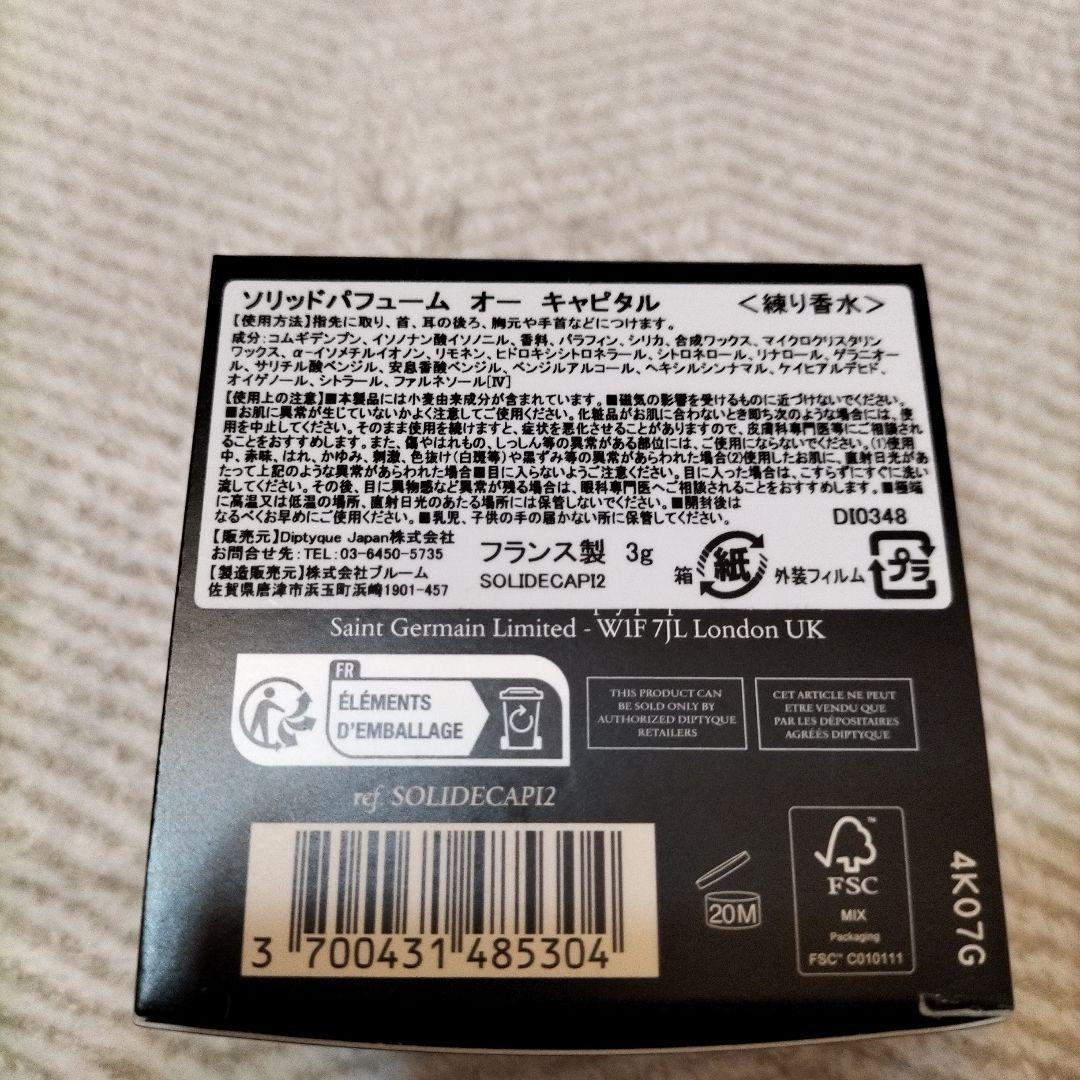 ソリッドパフューム オー キャピタル ＜練り香水＞
【使用方法】指先に取り、首、耳の後ろ、胸元や手首などにつけます。
成分:コムギデンプン、イソノナン酸イソノニル、香料、パラフィン、シリカ、合成ワックス、マイクロクリスタリン
ワックス、α-イソメチルイオノン、リモネン、ヒドロキシシトロネラール、シトロネロール、リナロール、ゲラニオー
ル、サリチル酸ベンジル、安息香酸ベンジル、ベンジルアルコール、ヘキシルシンナマル、ケイヒアルデヒド、
オイゲノール、シトラール、ファルネソール[Ⅳ]
【使用上の注意】■本製品には小麦由来成分が含まれています。■磁気の影響を受けるものに近づけないでください。
■お肌に異常が生じていないかよく注意してご使用ください。化粧品がお肌に合わないとき即ち次のような場合には、使
用を中止してください。そのまま使用を続けますと、症状を悪化させることがありますので、皮膚科専門医等にご相談され
ることをおすすめします。また、傷やはれもの、しっしん等の異常がある部位には、ご使用にならないでください。(1)使用
中、赤味、はれ、かゆみ、刺激、色抜け(白斑等)や黒ずみ等の異常があらわれた場合(2)使用したお肌に、直射日光があ
たって上記のような異常があらわれた場合■目に入らないようご注意ください。目に入った場合は、こすらずにすぐに洗い
流してください。その後、目に異物感など異常が残る場合は、眼科専門医へご相談されることをおすすめします。■極端
に高温又は低温の場所、直射日光のあたる場所には保管しないでください。■開封後は
なるべくお早めにご使用ください。■乳児、子供の手の届かない所に保管してください。 DI0348
【販売元】Diptyque Japan株式会社
お問合せ先:TEL:03-6450-5735
【製造販売元】株式会社ブルーム
佐賀県唐津市浜玉町浜崎1901-457
フランス製 3g
SOLIDECAPI2
箱 紙 外装フィルム プラ
Saint Germain Limited - W1F 7JL London UK
FR
ÉLÉMENTS
D'EMBALLAGE
THIS PRODUCT CAN
BE SOLD ONLY BY
AUTHORIZED DIPTYQUE
RETAILERS
CET ARTICLE NE PEUT
ETRE VENDU QUE
PAR LES DÉPOSITAIRES
AGRÉÉS DIPTYQUE
ref SOLIDECAPI2
3 700431 485304
20M
FSC™
MIX
Packaging
FSC™ C010111
4K07G